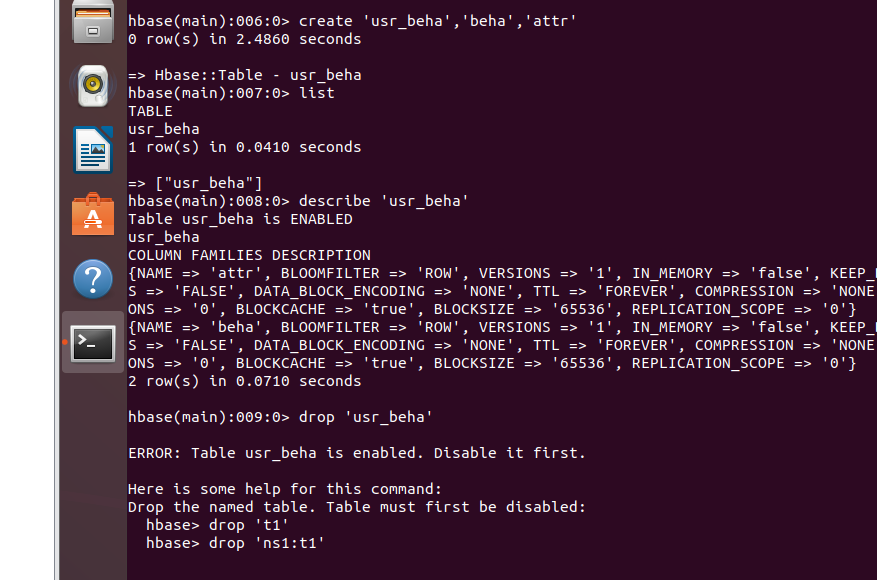 hbase(main):006:0> create 'usr_beha','beha','attr'
0 row(s) in 2.4860 seconds
=> Hbase::Table - usr_beha
hbase(main):007:0> list
TABLE
usr_beha
1 row(s) in 0.0410 seconds
=> ["usr_beha"]
hbase(main):008:0> describe 'usr_beha'
Table usr_beha is ENABLED
usr_beha
COLUMN FAMILIES DESCRIPTION
{NAME => 'attr', BLOOMFILTER => 'ROW', VERSIONS => '1', IN_MEMORY => 'false', KEEP_
S => 'FALSE', DATA_BLOCK_ENCODING => 'NONE', TTL => 'FOREVER', COMPRESSION => 'NONE
ONS => '0', BLOCKCACHE => 'true', BLOCKSIZE => '65536', REPLICATION_SCOPE => '0'}
{NAME => 'beha', BLOOMFILTER => 'ROW', VERSIONS => '1', IN_MEMORY => 'false', KEEP_
S => 'FALSE', DATA_BLOCK_ENCODING => 'NONE', TTL => 'FOREVER', COMPRESSION => 'NONE
ONS => '0', BLOCKCACHE => 'true', BLOCKSIZE => '65536', REPLICATION_SCOPE => '0'}
2 row(s) in 0.0710 seconds
hbase(main):009:0> drop 'usr_beha'
ERROR: Table usr_beha is enabled. Disable it first.
Here is some help for this command:
Drop the named table. Table must first be disabled:
hbase> drop 't1'
hbase> drop 'ns1:t1'